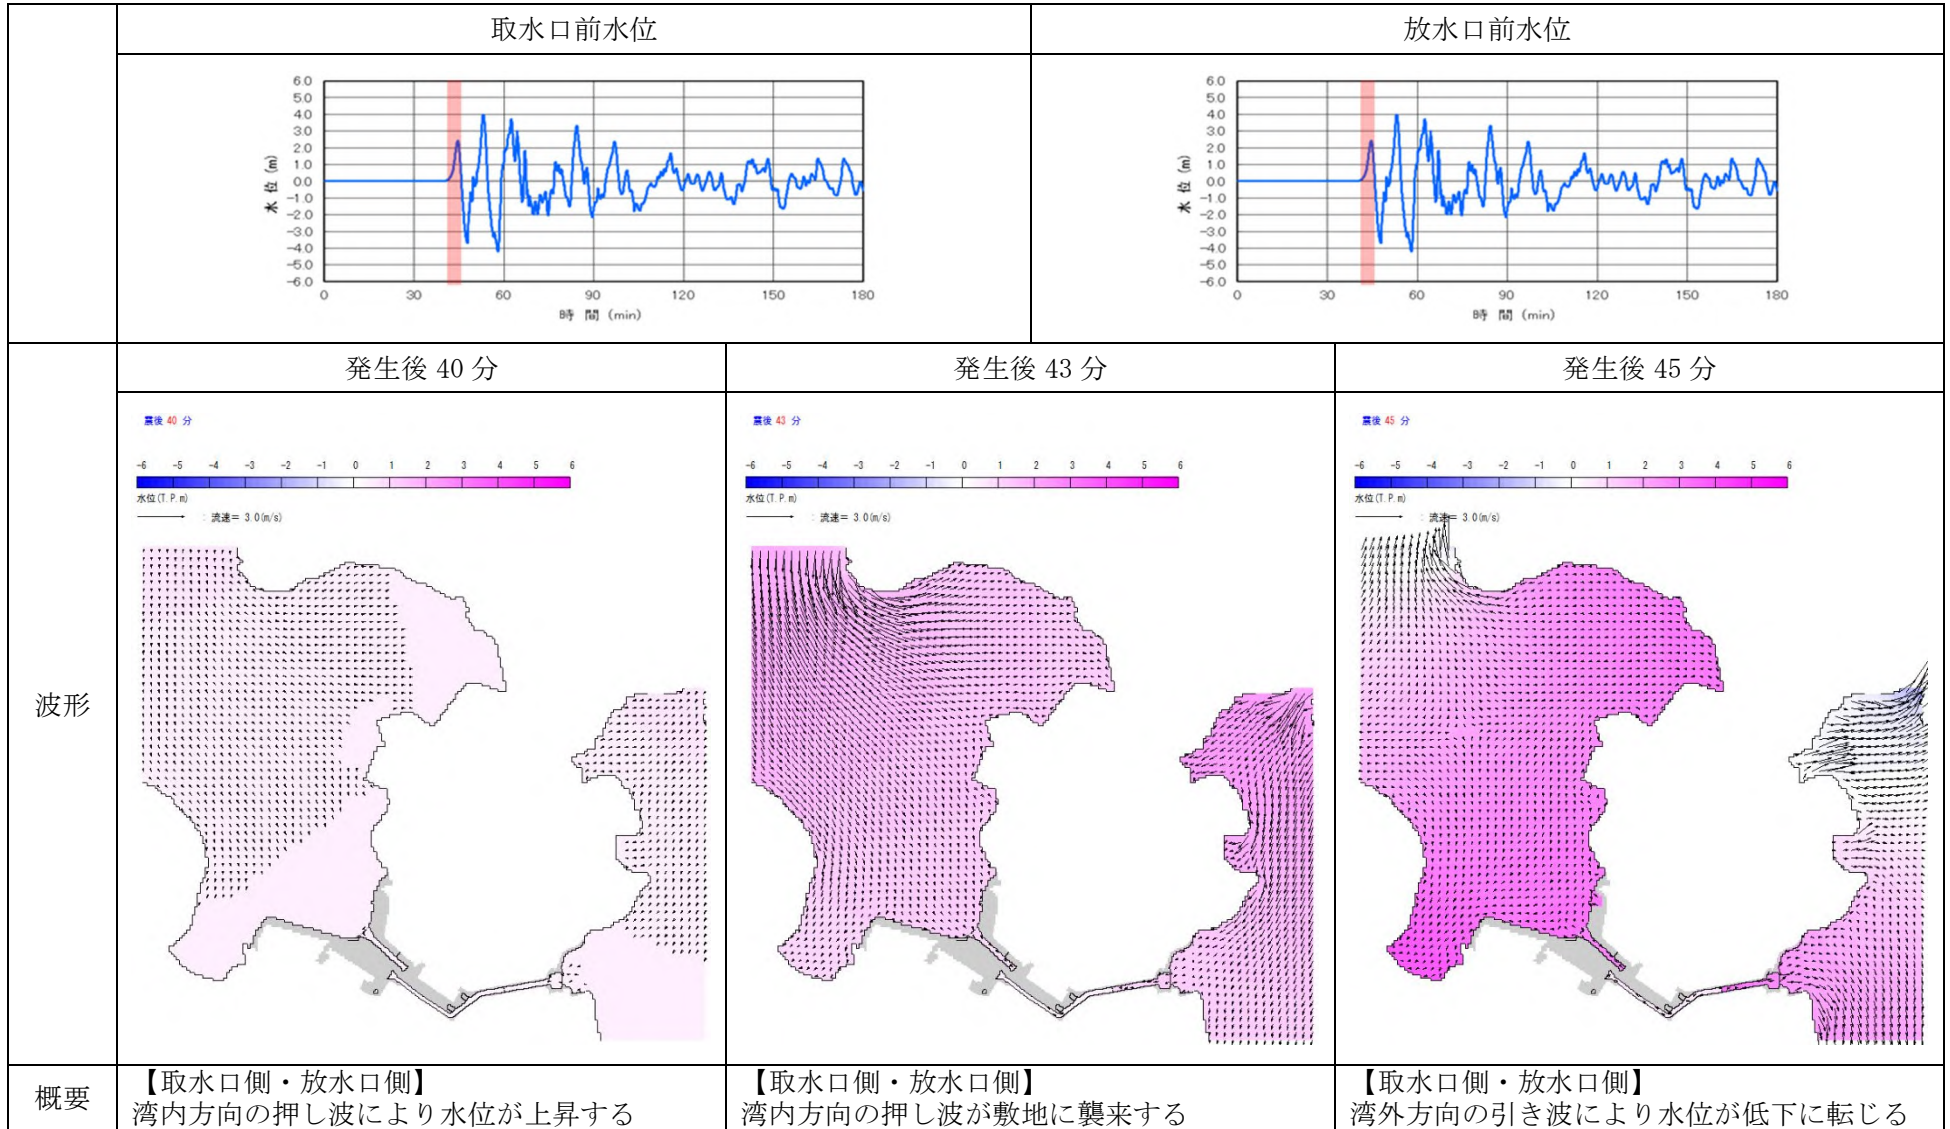 取水口前水位
放水口前水位
6.0
5.0
4.0
3.0
2.0
1.0
0.0
-1.0
-2.0
-3.0
-4.0
-5.0
-6.0
水 位 (m)
0 30 60 90 120 150 180
時 間 (min)
6.0
5.0
4.0
3.0
2.0
1.0
0.0
-1.0
-2.0
-3.0
-4.0
-5.0
-6.0
水 位 (m)
0 30 60 90 120 150 180
時 間 (min)
波形
発生後 40 分
発生後 43 分
発生後 45 分
震後 40 分
-6 -5 -4 -3 -2 -1 0 1 2 3 4 5 6
水位(T.P.m)
: 流速= 3.0(m/s)
震後 43 分
-6 -5 -4 -3 -2 -1 0 1 2 3 4 5 6
水位(T.P.m)
: 流速= 3.0(m/s)
震後 45 分
-6 -5 -4 -3 -2 -1 0 1 2 3 4 5 6
水位(T.P.m)
: 流速= 3.0(m/s)
概要
【取水口側・放水口側】
湾内方向の押し波により水位が上昇する
【取水口側・放水口側】
湾内方向の押し波が敷地に襲来する
【取水口側・放水口側】
湾外方向の引き波により水位が低下に転じる